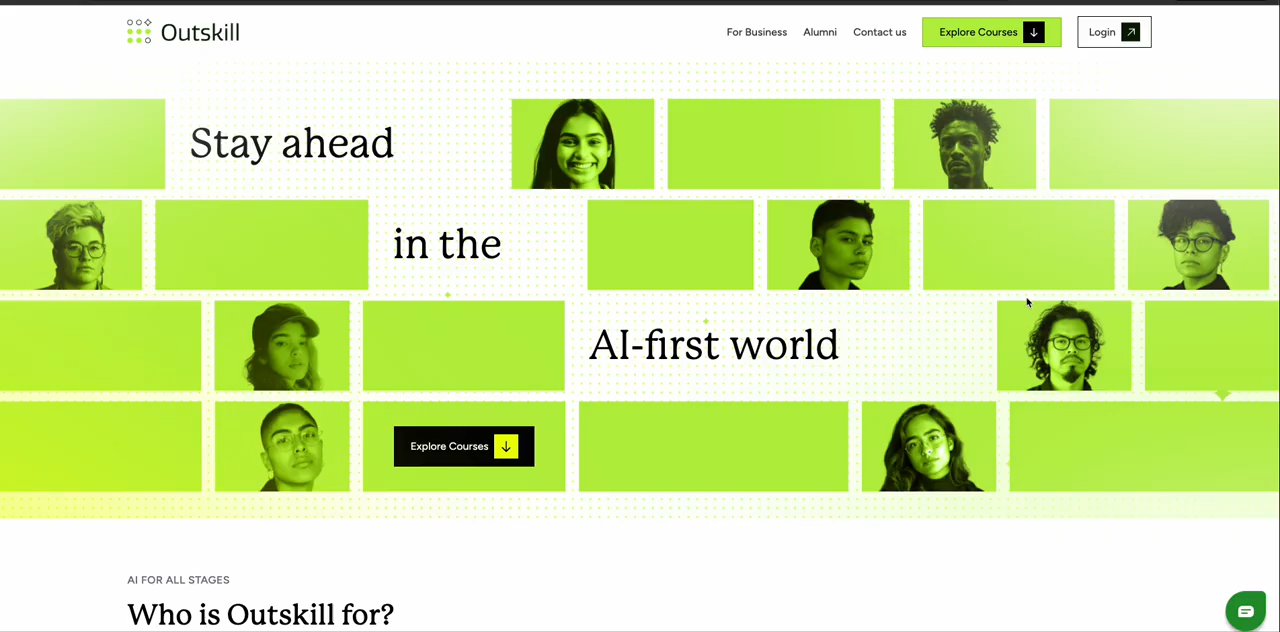 Outskill
For Business
Alumni
Contact us
Explore Courses
Login
Stay ahead
in the
AI-first world
Explore Courses
AI FOR ALL STAGES
Who is Outskill for?